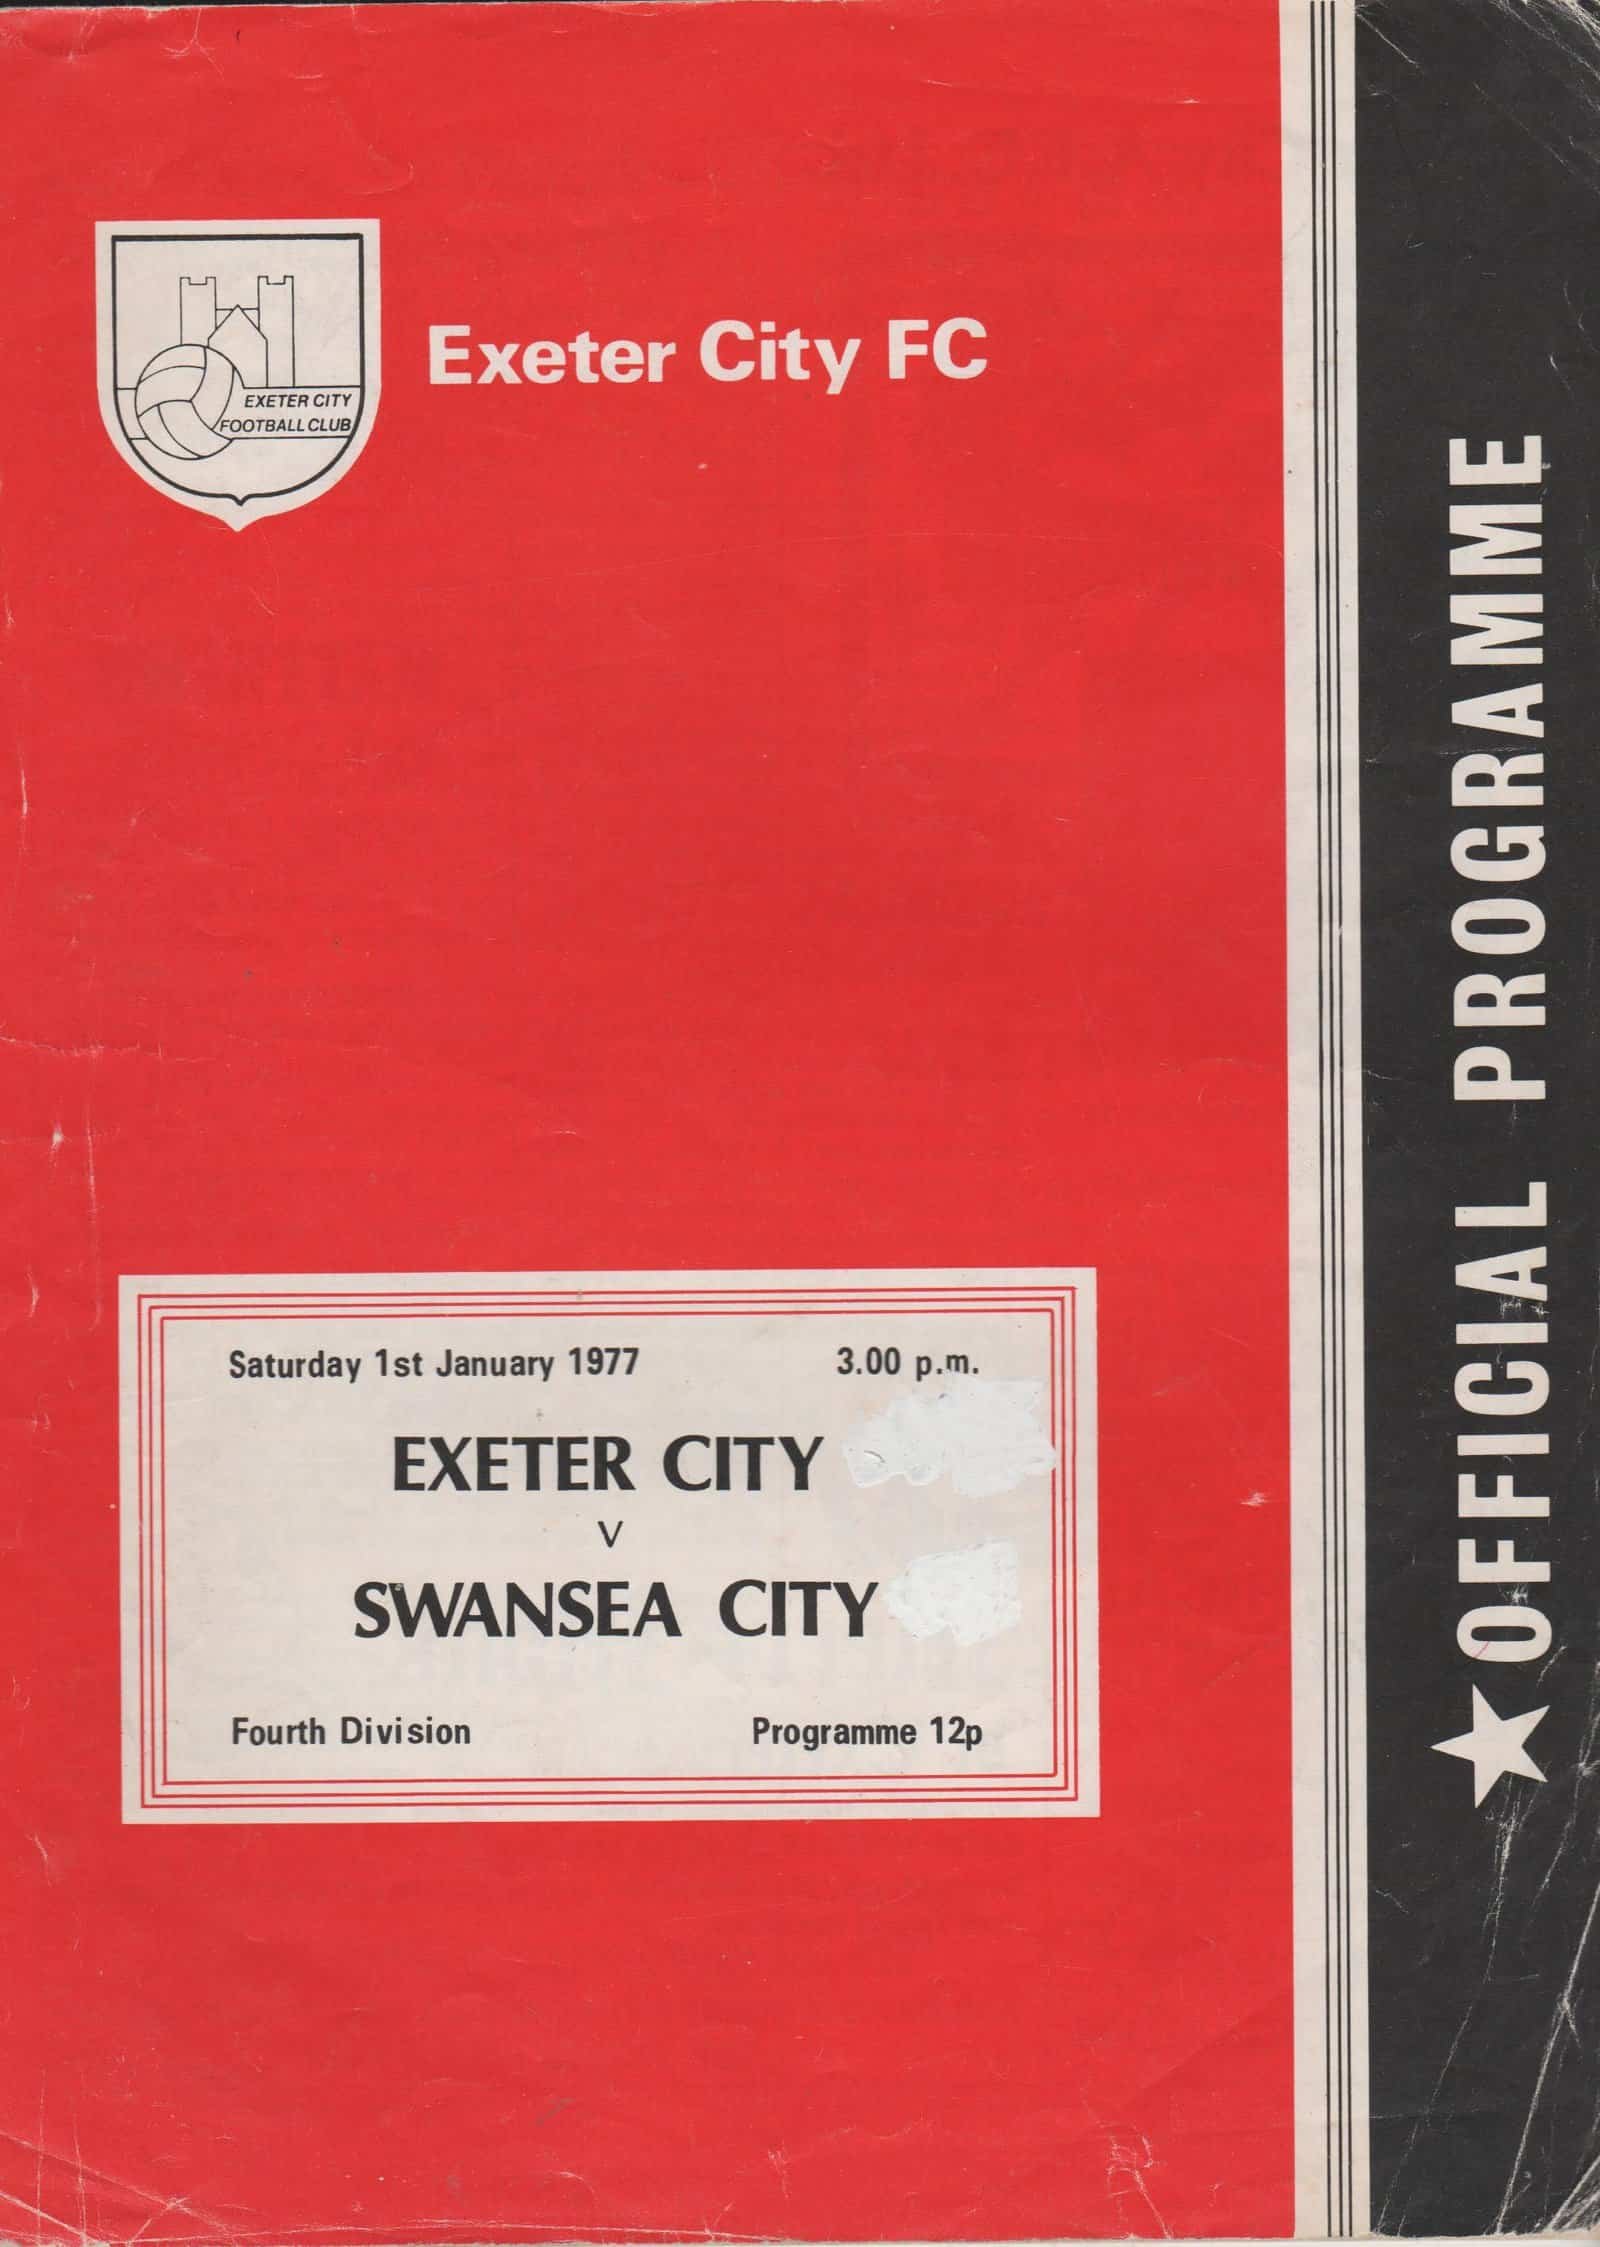 EXETER CITY
FOOTBALL CLUB
Exeter City FC
Saturday 1st January 1977 3.00 p.m.
EXETER CITY
v
SWANSEA CITY
Fourth Division Programme 12p
★ OFFICIAL PROGRAMME